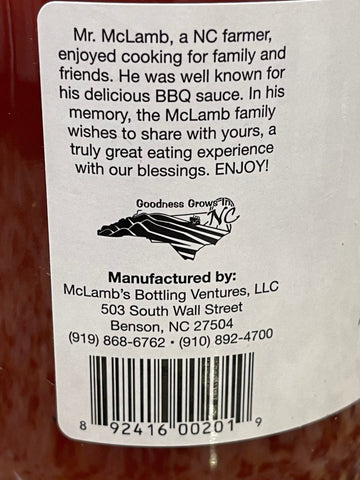 Mr. McLamb, a NC farmer,
enjoyed cooking for family and
friends. He was well known for
his delicious BBQ sauce. In his
memory, the McLamb family
wishes to share with yours, a
truly great eating experience
with our blessings. ENJOY!
Goodness Grows In
NC
Manufactured by:
McLamb's Bottling Ventures, LLC
503 South Wall Street
Benson, NC 27504
(919) 868-6762 • (910) 892-4700
8 92416 00201 9